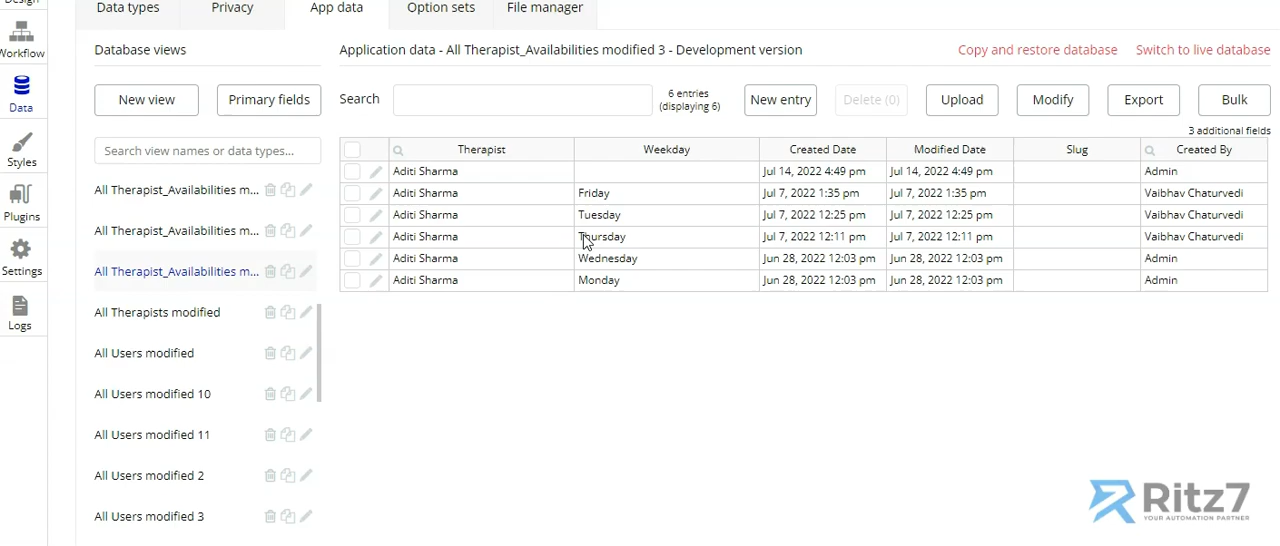 Design
Data types Privacy App data Option sets File manager
Workflow
Data
Styles
Plugins
Settings
Logs
Database views
New view Primary fields
Search view names or data types...
All Therapist_Availabilities m...
All Therapist_Availabilities m...
All Therapist_Availabilities m...
All Therapists modified
All Users modified
All Users modified 10
All Users modified 11
All Users modified 2
All Users modified 3
Application data - All Therapist_Availabilities modified 3 - Development version Copy and restore database Switch to live database
Search 6 entries (displaying 6) New entry Delete (0) Upload Modify Export Bulk
3 additional fields
Therapist Weekday Created Date Modified Date Slug Created By
Aditi Sharma Jul 14, 2022 4:49 pm Jul 14, 2022 4:49 pm Admin
Aditi Sharma Friday Jul 7, 2022 1:35 pm Jul 7, 2022 1:35 pm Vaibhav Chaturvedi
Aditi Sharma Tuesday Jul 7, 2022 12:25 pm Jul 7, 2022 12:25 pm Vaibhav Chaturvedi
Aditi Sharma Thursday Jul 7, 2022 12:11 pm Jul 7, 2022 12:11 pm Vaibhav Chaturvedi
Aditi Sharma Wednesday Jun 28, 2022 12:03 pm Jun 28, 2022 12:03 pm Admin
Aditi Sharma Monday Jun 28, 2022 12:03 pm Jun 28, 2022 12:03 pm Admin
Ritz7
YOUR AUTOMATION PARTNER